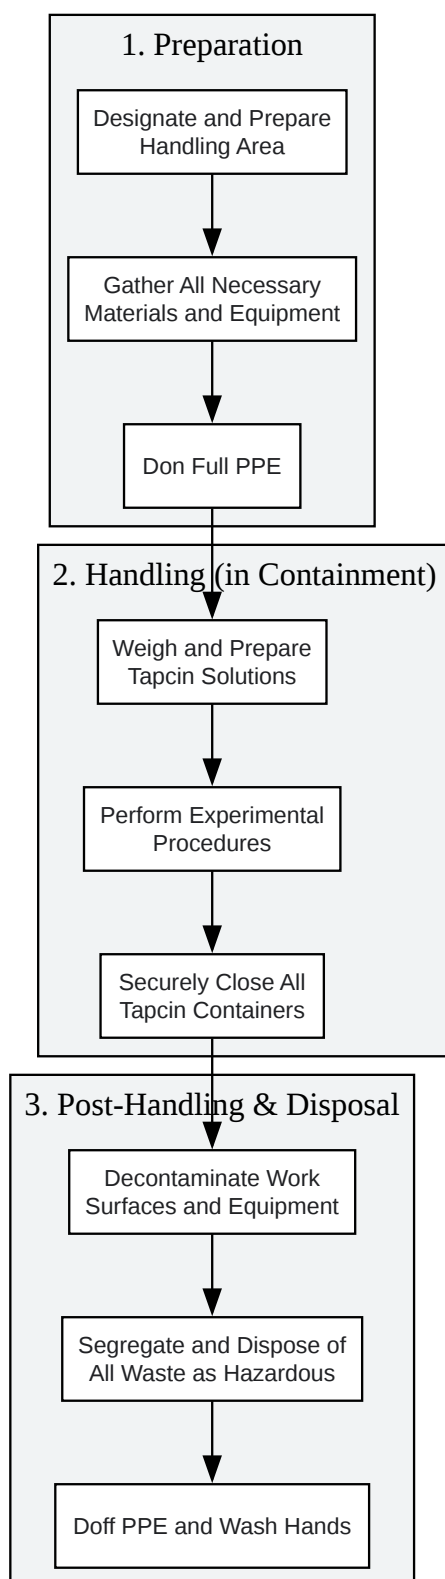 1. Preparation
Designate and Prepare
Handling Area
Gather All Necessary
Materials and Equipment
Don Full PPE
2. Handling (in Containment)
Weigh and Prepare
Tapcin Solutions
Perform Experimental
Procedures
Securely Close All
Tapcin Containers
3. Post-Handling & Disposal
Decontaminate Work
Surfaces and Equipment
Segregate and Dispose of
All Waste as Hazardous
Doff PPE and Wash Hands